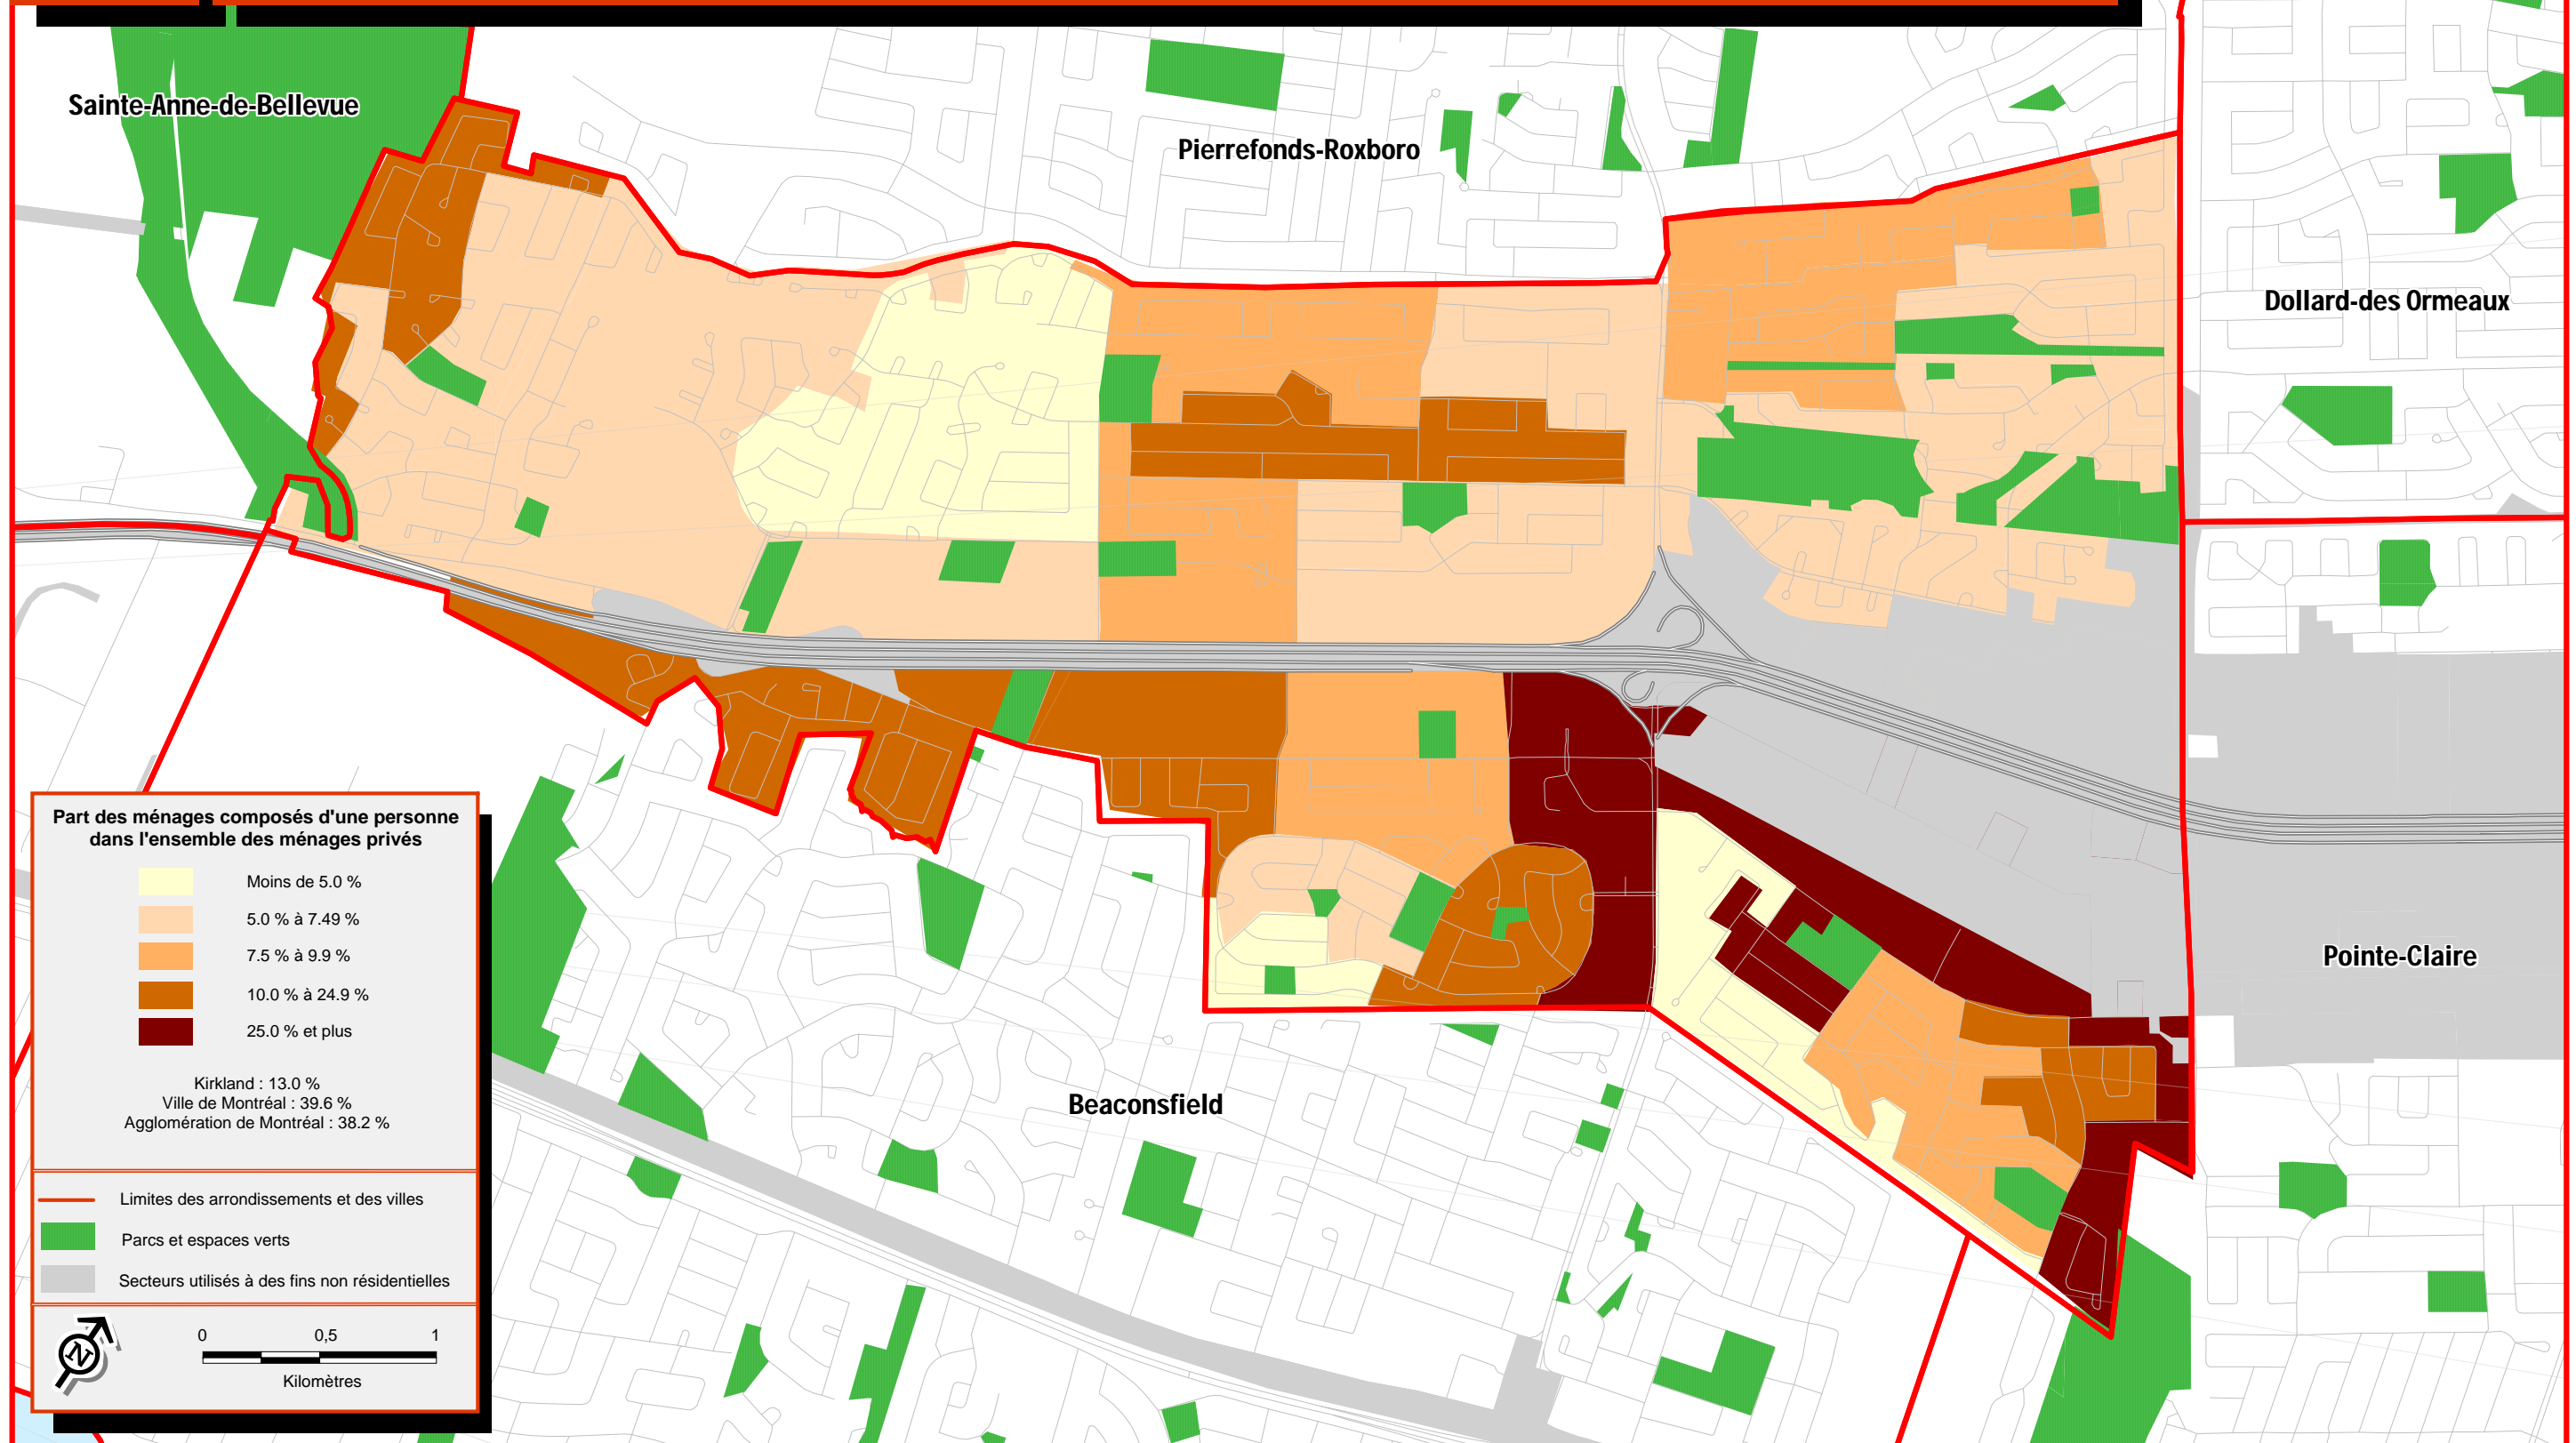 Sainte-Anne-de-Bellevue
Pierrefonds-Roxboro
Dollard-des Ormeaux
Pointe-Claire
Beaconsfield
Part des ménages composés d'une personne
dans l'ensemble des ménages privés
Moins de 5.0 %
5.0 % à 7.49 %
7.5 % à 9.9 %
10.0 % à 24.9 %
25.0 % et plus
Kirkland : 13.0 %
Ville de Montréal : 39.6 %
Agglomération de Montréal : 38.2 %
Limites des arrondissements et des villes
Parcs et espaces verts
Secteurs utilisés à des fins non résidentielles
N
0 0,5 1
Kilomètres